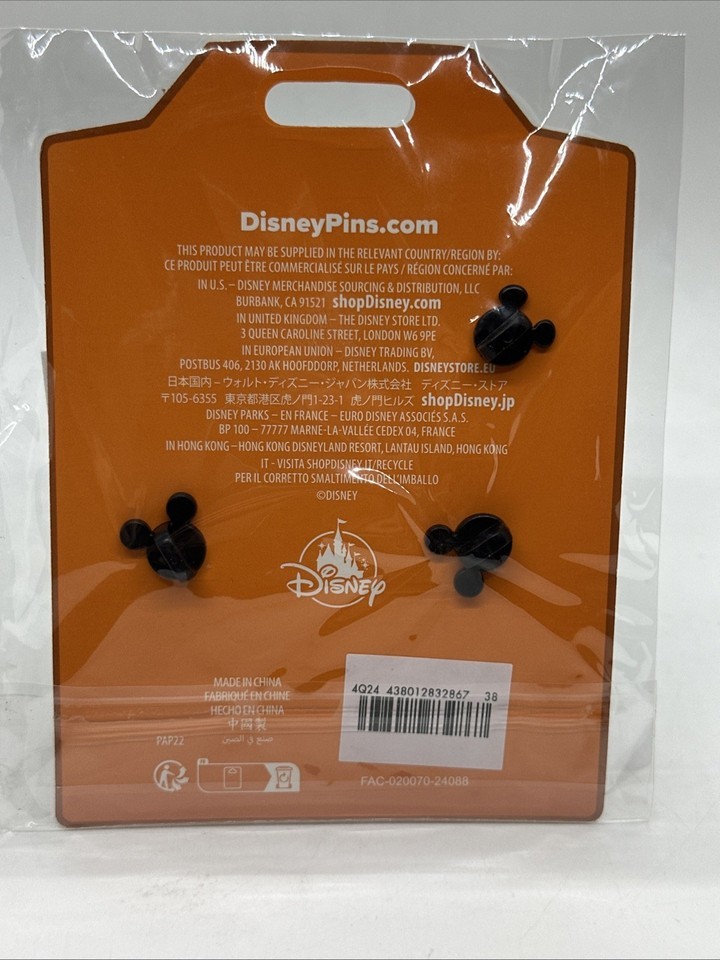 DisneyPins.com
THIS PRODUCT MAY BE SUPPLIED IN THE RELEVANT COUNTRY/REGION BY:
CE PRODUIT PEUT ÊTRE COMMERCIALISÉ SUR LE PAYS / RÉGION CONCERNÉ PAR:
IN U.S. – DISNEY MERCHANDISE SOURCING & DISTRIBUTION, LLC
BURBANK, CA 91521 shopDisney.com
IN UNITED KINGDOM – THE DISNEY STORE LTD.
3 QUEEN CAROLINE STREET, LONDON W6 9PE
IN EUROPEAN UNION – DISNEY TRADING BV,
POSTBUS 406, 2130 AK HOOFDDORP, NETHERLANDS. DISNEYSTORE.EU
日本国内 – ウォルト・ディズニー・ジャパン株式会社 ディズニー・ストア
〒105-6355 東京都港区虎ノ門1-23-1 虎ノ門ヒルズ shopDisney.jp
DISNEY PARKS – EN FRANCE – EURO DISNEY ASSOCIÉS S.A.S.
BP 100 – 77777 MARNE-LA-VALLÉE CEDEX 04, FRANCE
IN HONG KONG – HONG KONG DISNEYLAND RESORT, LANTAU ISLAND, HONG KONG
IT - VISITA SHOPDISNEY.IT/RECYCLE
PER IL CORRETTO SMALTIMENTO DELL'IMBALLO
©DISNEY
Disney
MADE IN CHINA
FABRIQUÉ EN CHINE
HECHO EN CHINA
中國製
صنع في الصين
PAP22
4Q24 438012832867 38
FAC-020070-24088